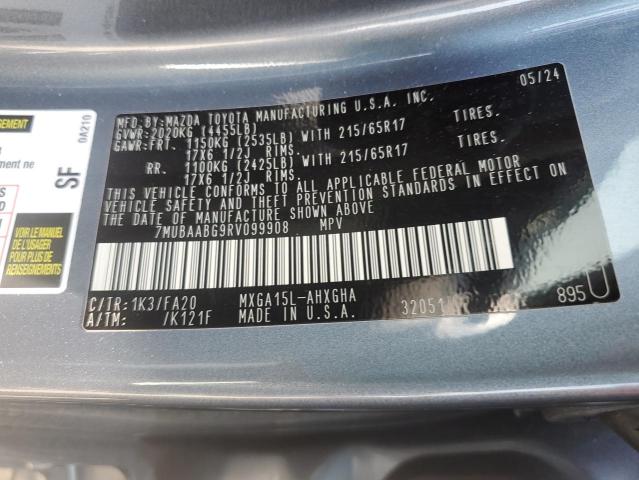 05/24
MFD. BY: MAZDA TOYOTA MANUFACTURING U.S.A. INC.
GVWR: 2020KG (4455LB)
GAWR: FRT. 1150KG (2535LB) WITH 215/65R17 TIRES.
17X6 1/2J RIMS.
RR. 1100KG (2425LB) WITH 215/65R17 TIRES.
17X6 1/2J RIMS.
THIS VEHICLE CONFORMS TO ALL APPLICABLE FEDERAL MOTOR
VEHICLE SAFETY AND THEFT PREVENTION STANDARDS IN EFFECT ON
THE DATE OF MANUFACTURE SHOWN ABOVE
7MUBAABG9RV099908 MPV
C/TR: 1K3/FA20 MXGA15L-AHXGHA 32051 895
A/TM: /K121F MADE IN U.S.A.
0A210
SF
ement ne
LE MANUEL
DE L'USAGER
POUR PLUS DE